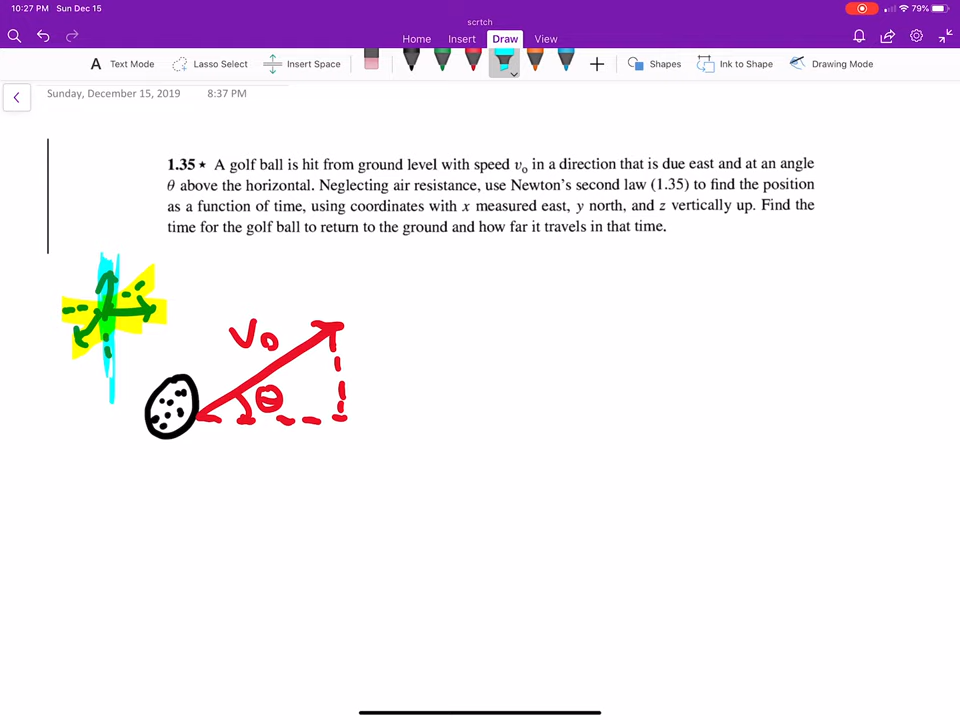 10:27 PM Sun Dec 15 79%
scrtch
Home Insert Draw View
Text Mode Lasso Select Insert Space Shapes Ink to Shape Drawing Mode
Sunday, December 15, 2019 8:37 PM
1.35 ⋆ A golf ball is hit from ground level with speed vₒ in a direction that is due east and at an angle
θ above the horizontal. Neglecting air resistance, use Newton's second law (1.35) to find the position
as a function of time, using coordinates with x measured east, y north, and z vertically up. Find the
time for the golf ball to return to the ground and how far it travels in that time.
V₀
θ